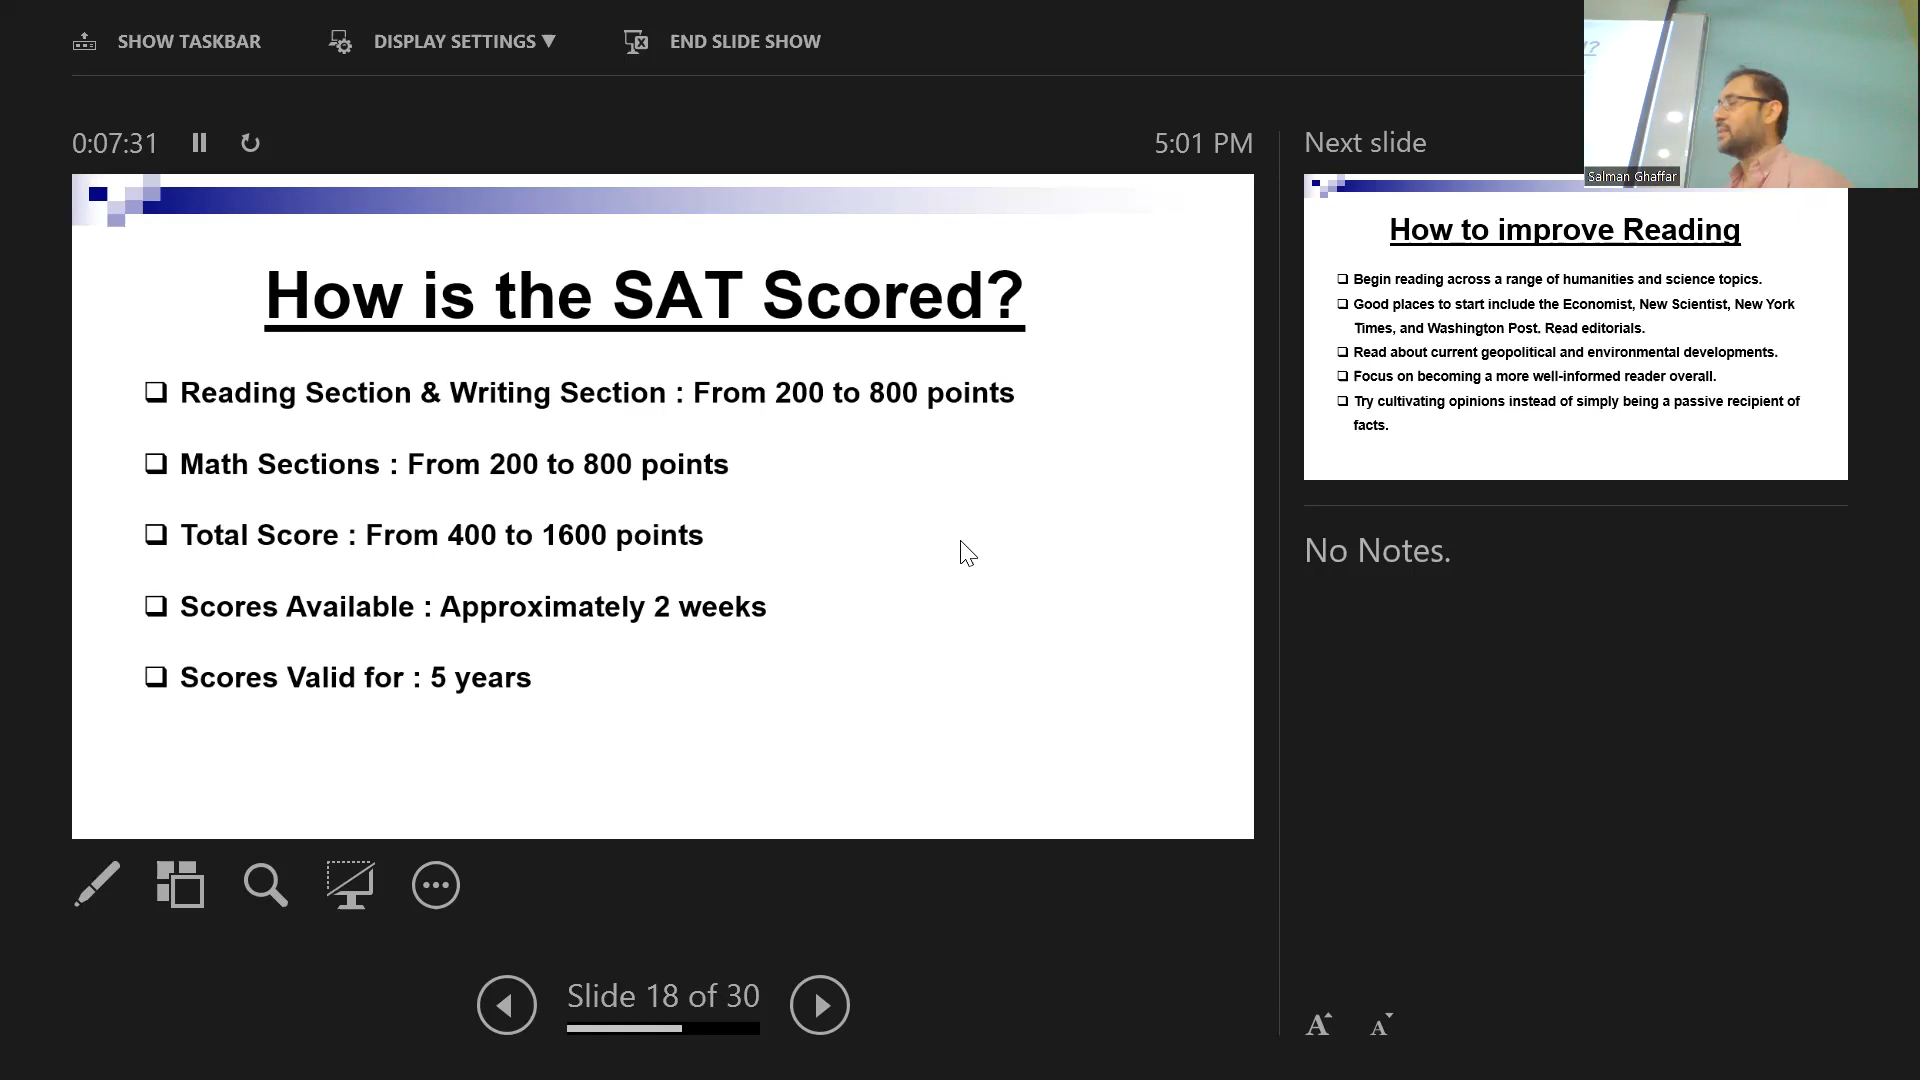 SHOW TASKBAR
DISPLAY SETTINGS ▼
END SLIDE SHOW
0:07:31
5:01 PM
How is the SAT Scored?
❑ Reading Section & Writing Section : From 200 to 800 points
❑ Math Sections : From 200 to 800 points
❑ Total Score : From 400 to 1600 points
❑ Scores Available : Approximately 2 weeks
❑ Scores Valid for : 5 years
Slide 18 of 30
Next slide
Salman Ghaffar
How to improve Reading
❑ Begin reading across a range of humanities and science topics.
❑ Good places to start include the Economist, New Scientist, New York
Times, and Washington Post. Read editorials.
❑ Read about current geopolitical and environmental developments.
❑ Focus on becoming a more well-informed reader overall.
❑ Try cultivating opinions instead of simply being a passive recipient of
facts.
No Notes.
A A